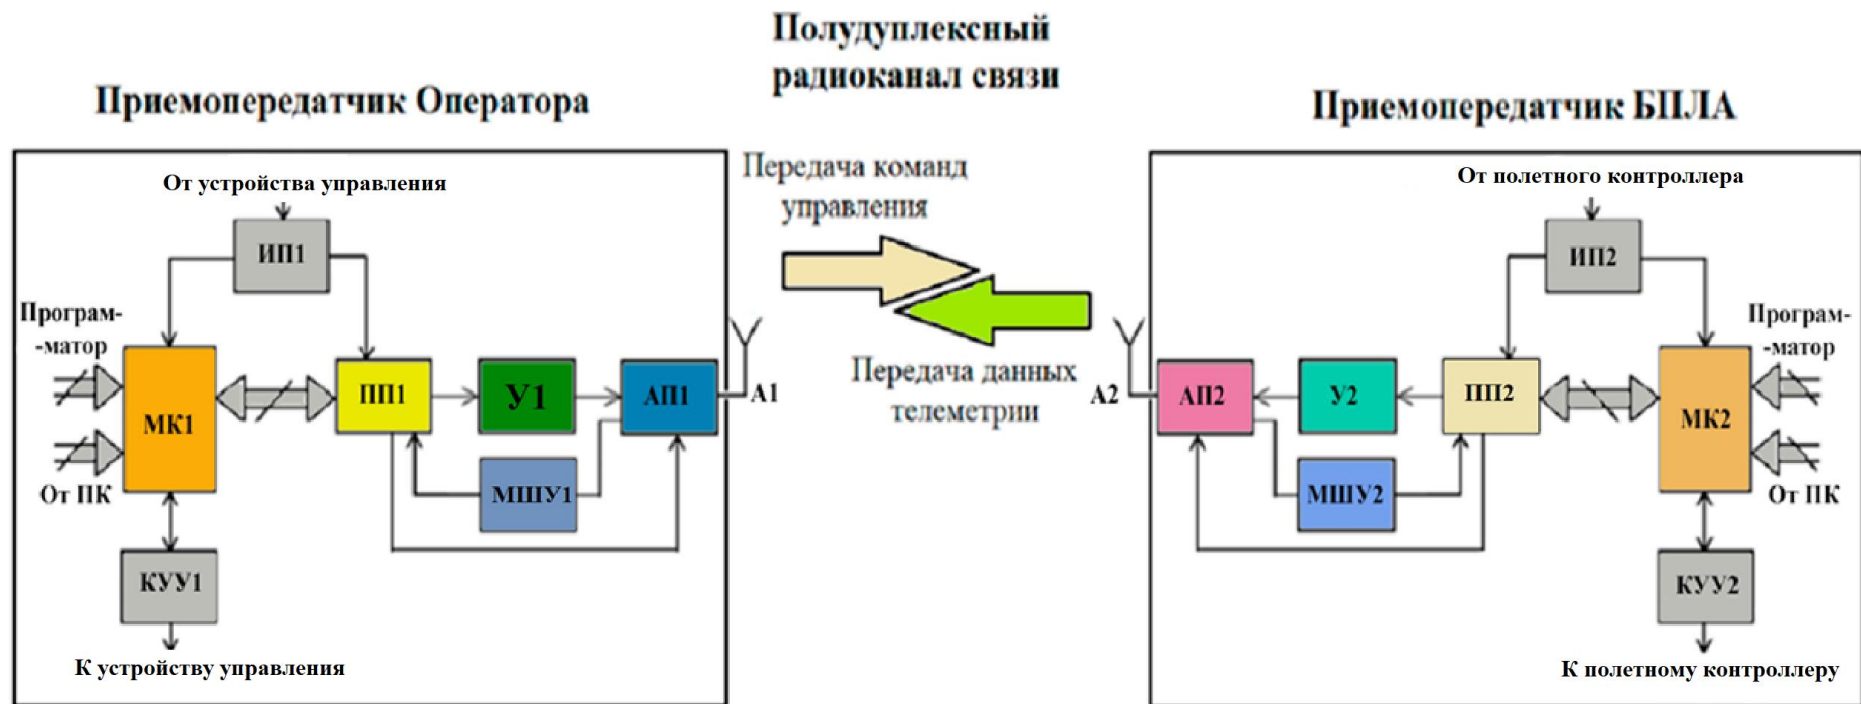 Полудуплексный
радиоканал связи
Приемопередатчик Оператора
Приемопередатчик БПЛА
От устройства управления
ИП1
Програм-
-матор
МК1
ПП1
У1
АП1
А1
МШУ1
От ПК
КУУ1
К устройству управления
Передача команд
управления
Передача данных
телеметрии
От полетного контроллера
ИП2
Програм-
-матор
А2
АП2
У2
ПП2
МК2
МШУ2
От ПК
КУУ2
К полетному контроллеру